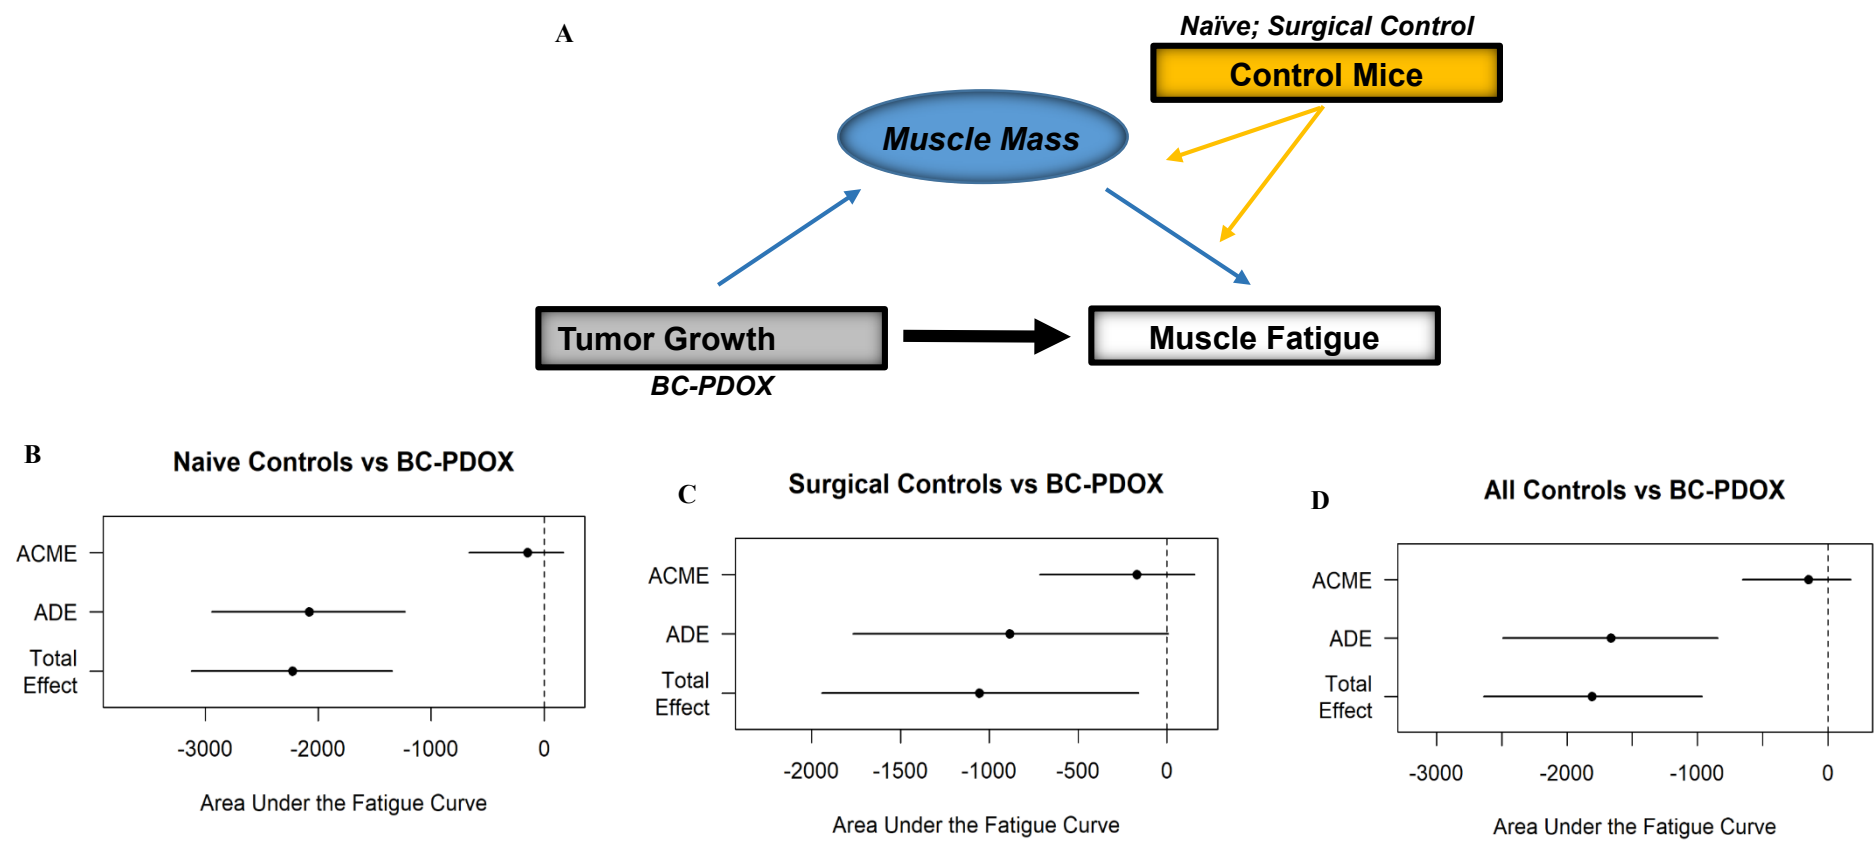 A
Naïve; Surgical Control
Control Mice
Muscle Mass
Tumor Growth
Muscle Fatigue
BC-PDOX
B
Naive Controls vs BC-PDOX
ACME
ADE
Total
Effect
-3000 -2000 -1000 0
Area Under the Fatigue Curve
C
Surgical Controls vs BC-PDOX
ACME
ADE
Total
Effect
-2000 -1500 -1000 -500 0
Area Under the Fatigue Curve
D
All Controls vs BC-PDOX
ACME
ADE
Total
Effect
-3000 -2000 -1000 0
Area Under the Fatigue Curve